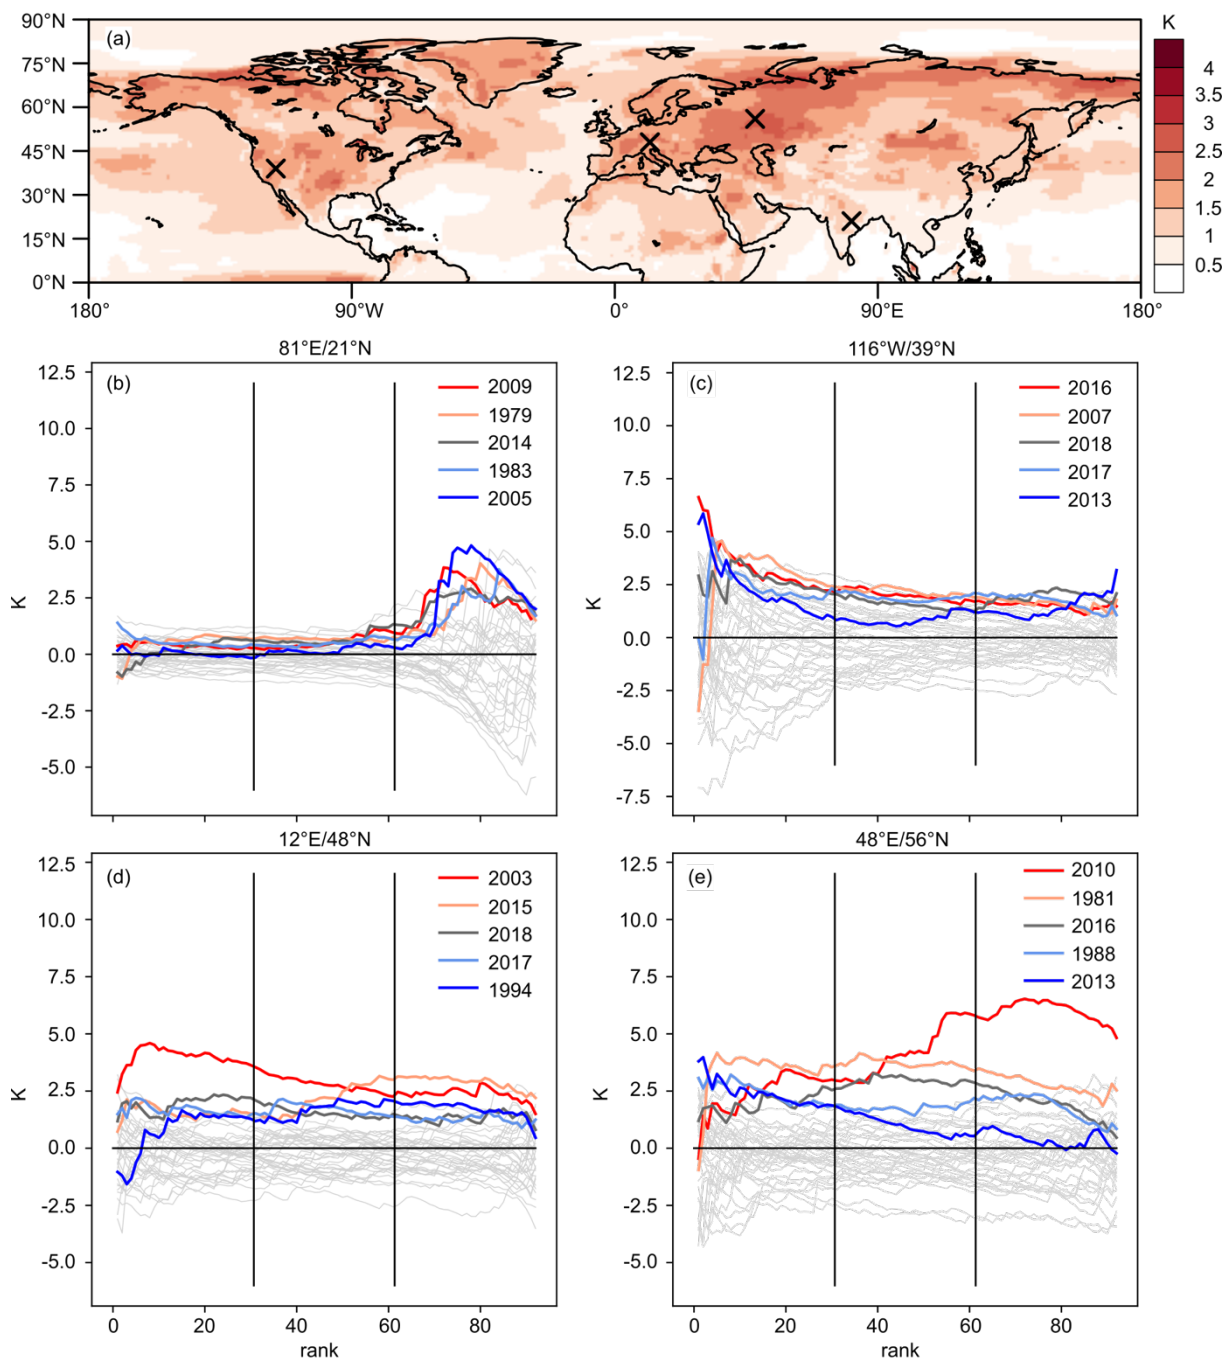 90°N
(a)
K
75°N
4
60°N
3.5
3
45°N
2.5
2
30°N
1.5
15°N
1
0.5
0°N
180° 90°W 0° 90°E 180°
81°E/21°N
116°W/39°N
(b)
12.5
10.0
7.5
5.0
2.5
0.0
-2.5
-5.0
K
2009
1979
2014
1983
2005
(c)
12.5
10.0
7.5
5.0
2.5
0.0
-2.5
-5.0
-7.5
K
2016
2007
2018
2017
2013
12°E/48°N
48°E/56°N
(d)
12.5
10.0
7.5
5.0
2.5
0.0
-2.5
-5.0
K
2003
2015
2018
2017
1994
0 20 40 60 80
rank
(e)
12.5
10.0
7.5
5.0
2.5
0.0
-2.5
-5.0
K
2010
1981
2016
1988
2013
0 20 40 60 80
rank